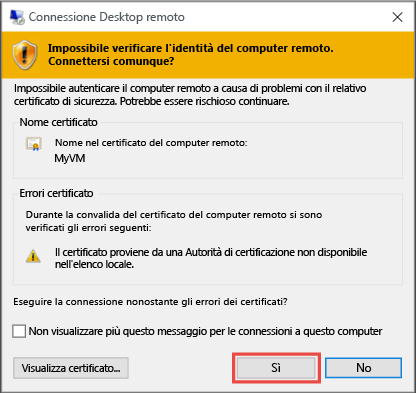 Connessione Desktop remoto
Impossibile verificare l'identità del computer remoto.
Connettersi comunque?
Impossibile autenticare il computer remoto a causa di problemi con il relativo
certificato di sicurezza. Potrebbe essere rischioso continuare.
Nome certificato
Nome nel certificato del computer remoto:
MyVM
Errori certificato
Durante la convalida del certificato del computer remoto si sono
verificati gli errori seguenti:
Il certificato proviene da una Autorità di certificazione non disponibile
nell'elenco locale.
Eseguire la connessione nonostante gli errori dei certificati?
Non visualizzare più questo messaggio per le connessioni a questo computer
Visualizza certificato...
Sì
No